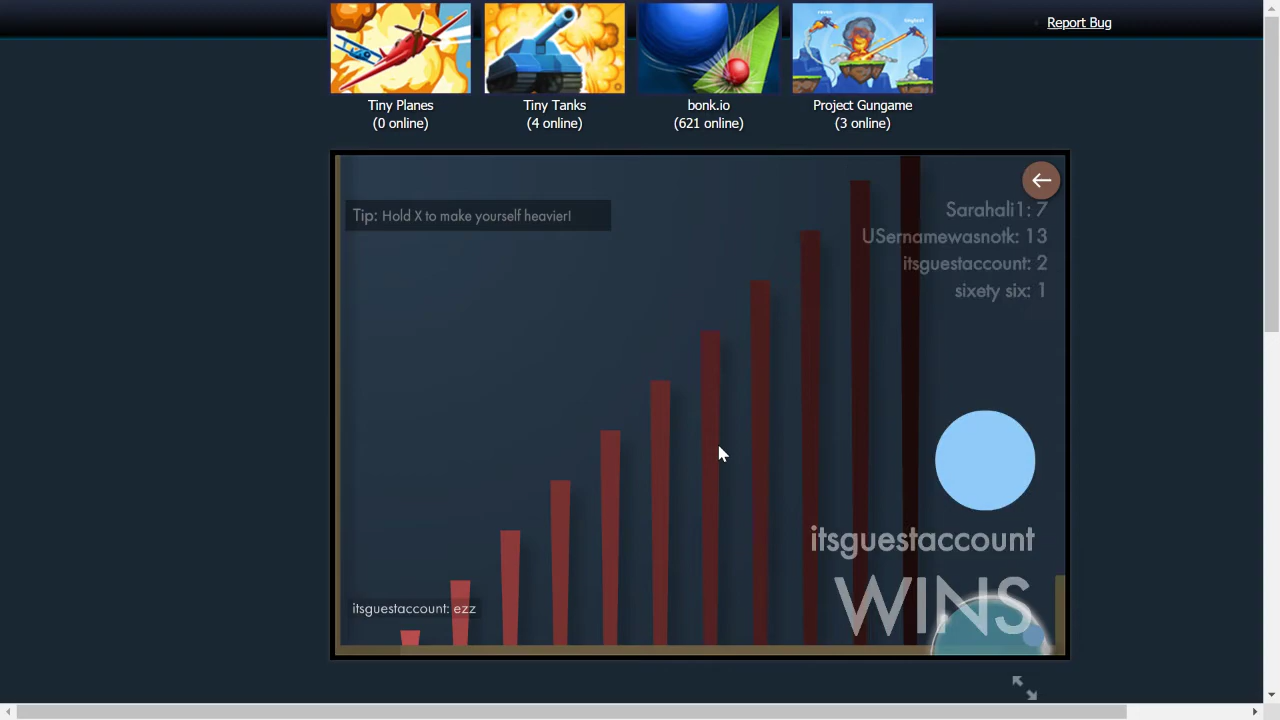 Report Bug
Tiny Planes
(0 online)
Tiny Tanks
(4 online)
bonk.io
(621 online)
Project Gungame
(3 online)
Tip: Hold X to make yourself heavier!
Sarahali1: 7
USernamewasnotk: 13
itsguestaccount: 2
sixety six: 1
itsguestaccount
WINS
itsguestaccount: ezz